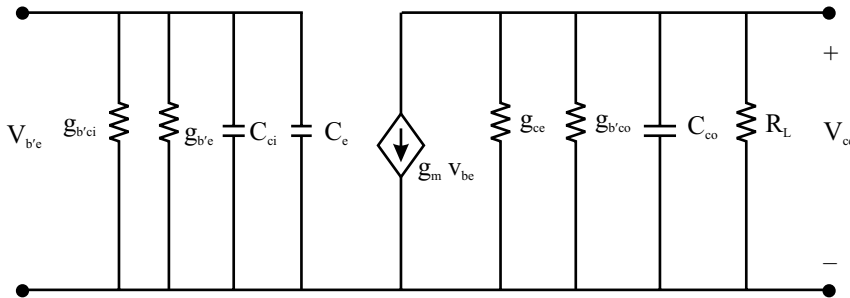 V_b'e
g_b'ci
g_b'e
C_ci
C_e
g_m v_be
g_ce
g_b'co
C_co
R_L
+
V_ce
–